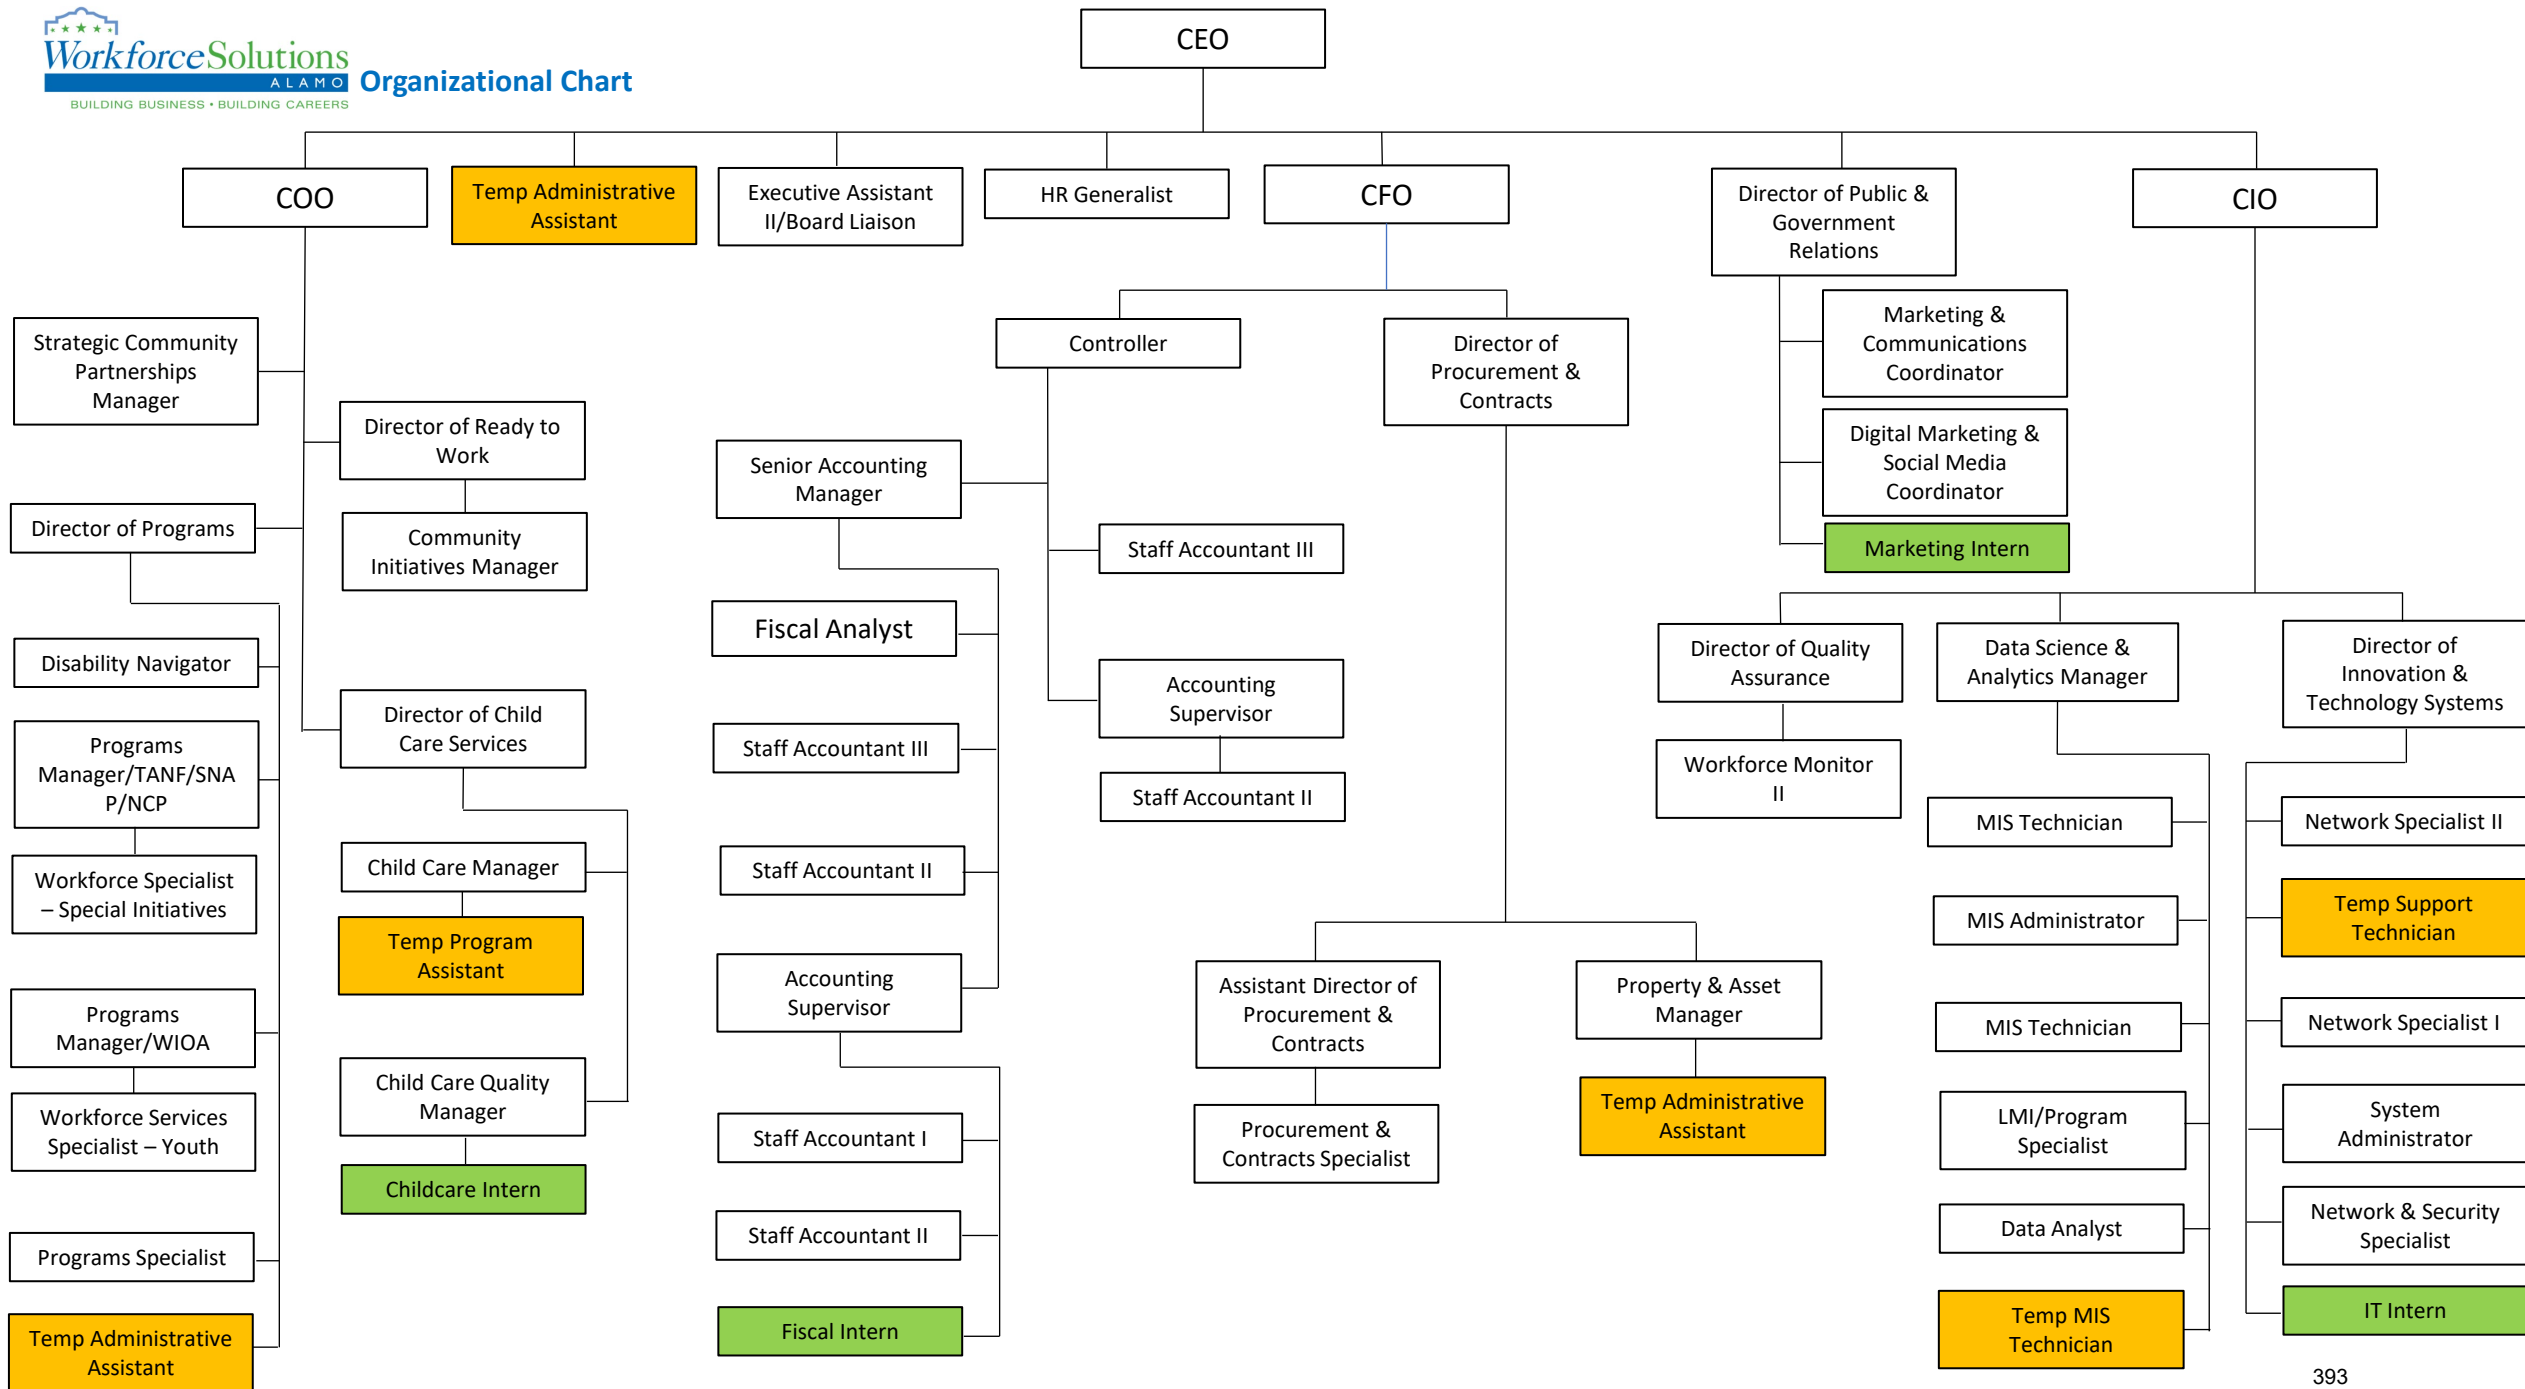 WorkforceSolutions
ALAMO
BUILDING BUSINESS • BUILDING CAREERS
Organizational Chart
CEO
COO
Temp Administrative
Assistant
Executive Assistant
II/Board Liaison
HR Generalist
CFO
Director of Public &
Government
Relations
CIO
Strategic Community
Partnerships
Manager
Director of Ready to
Work
Community
Initiatives Manager
Director of Programs
Disability Navigator
Programs
Manager/TANF/SNA
P/NCP
Workforce Specialist
– Special Initiatives
Programs
Manager/WIOA
Workforce Services
Specialist – Youth
Programs Specialist
Temp Administrative
Assistant
Director of Child
Care Services
Child Care Manager
Temp Program
Assistant
Child Care Quality
Manager
Childcare Intern
Controller
Director of
Procurement &
Contracts
Senior Accounting
Manager
Staff Accountant III
Fiscal Analyst
Accounting
Supervisor
Staff Accountant II
Staff Accountant III
Staff Accountant II
Accounting
Supervisor
Staff Accountant I
Staff Accountant II
Fiscal Intern
Assistant Director of
Procurement &
Contracts
Procurement &
Contracts Specialist
Property & Asset
Manager
Temp Administrative
Assistant
Marketing &
Communications
Coordinator
Digital Marketing &
Social Media
Coordinator
Marketing Intern
Director of Quality
Assurance
Workforce Monitor
II
Data Science &
Analytics Manager
MIS Technician
MIS Administrator
MIS Technician
LMI/Program
Specialist
Data Analyst
Temp MIS
Technician
Director of
Innovation &
Technology Systems
Network Specialist II
Temp Support
Technician
Network Specialist I
System
Administrator
Network & Security
Specialist
IT Intern
393